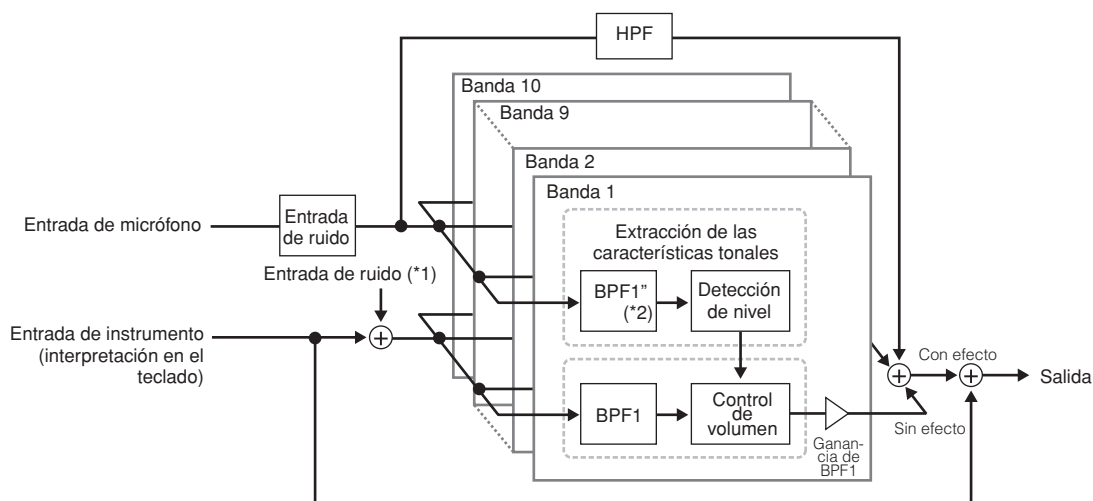 HPF
Banda 10
Banda 9
Banda 2
Banda 1
Entrada de micrófono
Entrada
de ruido
Extracción de las
características tonales
Entrada de ruido (*1)
BPF1”
(*2)
Detección
de nivel
Entrada de instrumento
(interpretación en el
teclado)
Con efecto
Salida
BPF1
Control
de
volumen
Ganan-
cia de
BPF1
Sin efecto